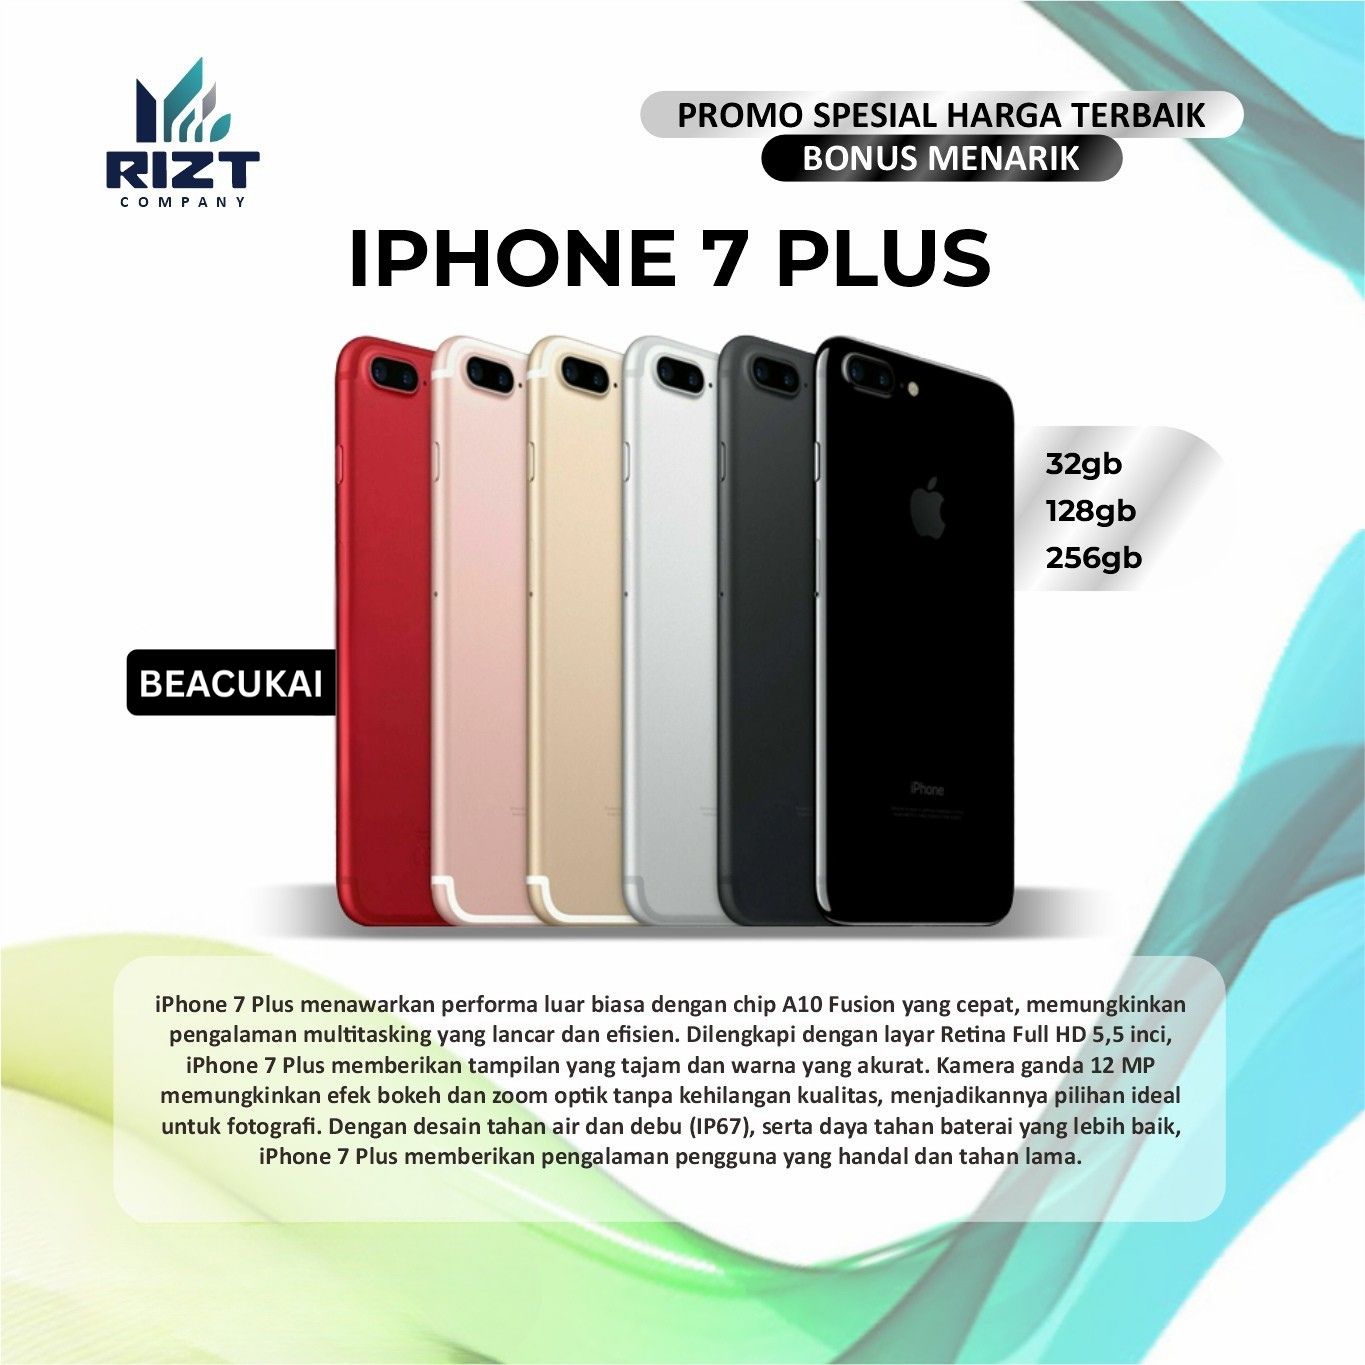 RIZT
COMPANY
PROMO SPESIAL HARGA TERBAIK
BONUS MENARIK
IPHONE 7 PLUS
32gb
128gb
256gb
BEACUKAI
iPhone
iPhone 7 Plus menawarkan performa luar biasa dengan chip A10 Fusion yang cepat, memungkinkan
pengalaman multitasking yang lancar dan efisien. Dilengkapi dengan layar Retina Full HD 5,5 inci,
iPhone 7 Plus memberikan tampilan yang tajam dan warna yang akurat. Kamera ganda 12 MP
memungkinkan efek bokeh dan zoom optik tanpa kehilangan kualitas, menjadikannya pilihan ideal
untuk fotografi. Dengan desain tahan air dan debu (IP67), serta daya tahan baterai yang lebih baik,
iPhone 7 Plus memberikan pengalaman pengguna yang handal dan tahan lama.